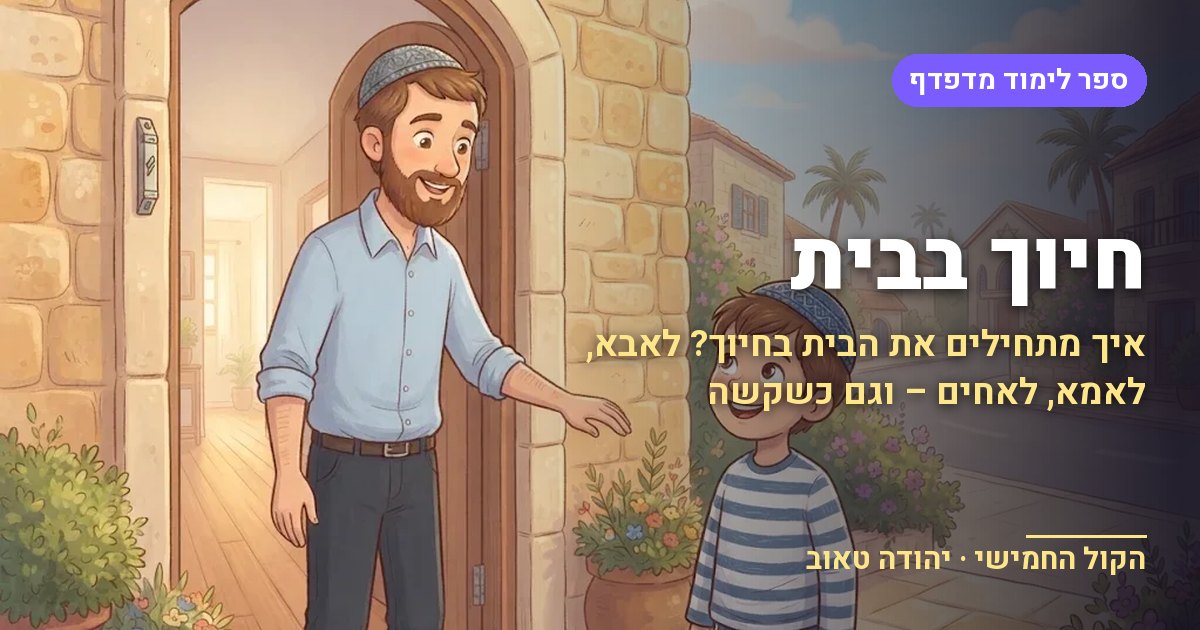 ספר לימוד מדפדף
חיוך בבית
איך מתחילים את הבית בחיוך? לאבא,
לאמא, לאחים – וגם כשקשה
הקול החמישי · יהודה טאוב